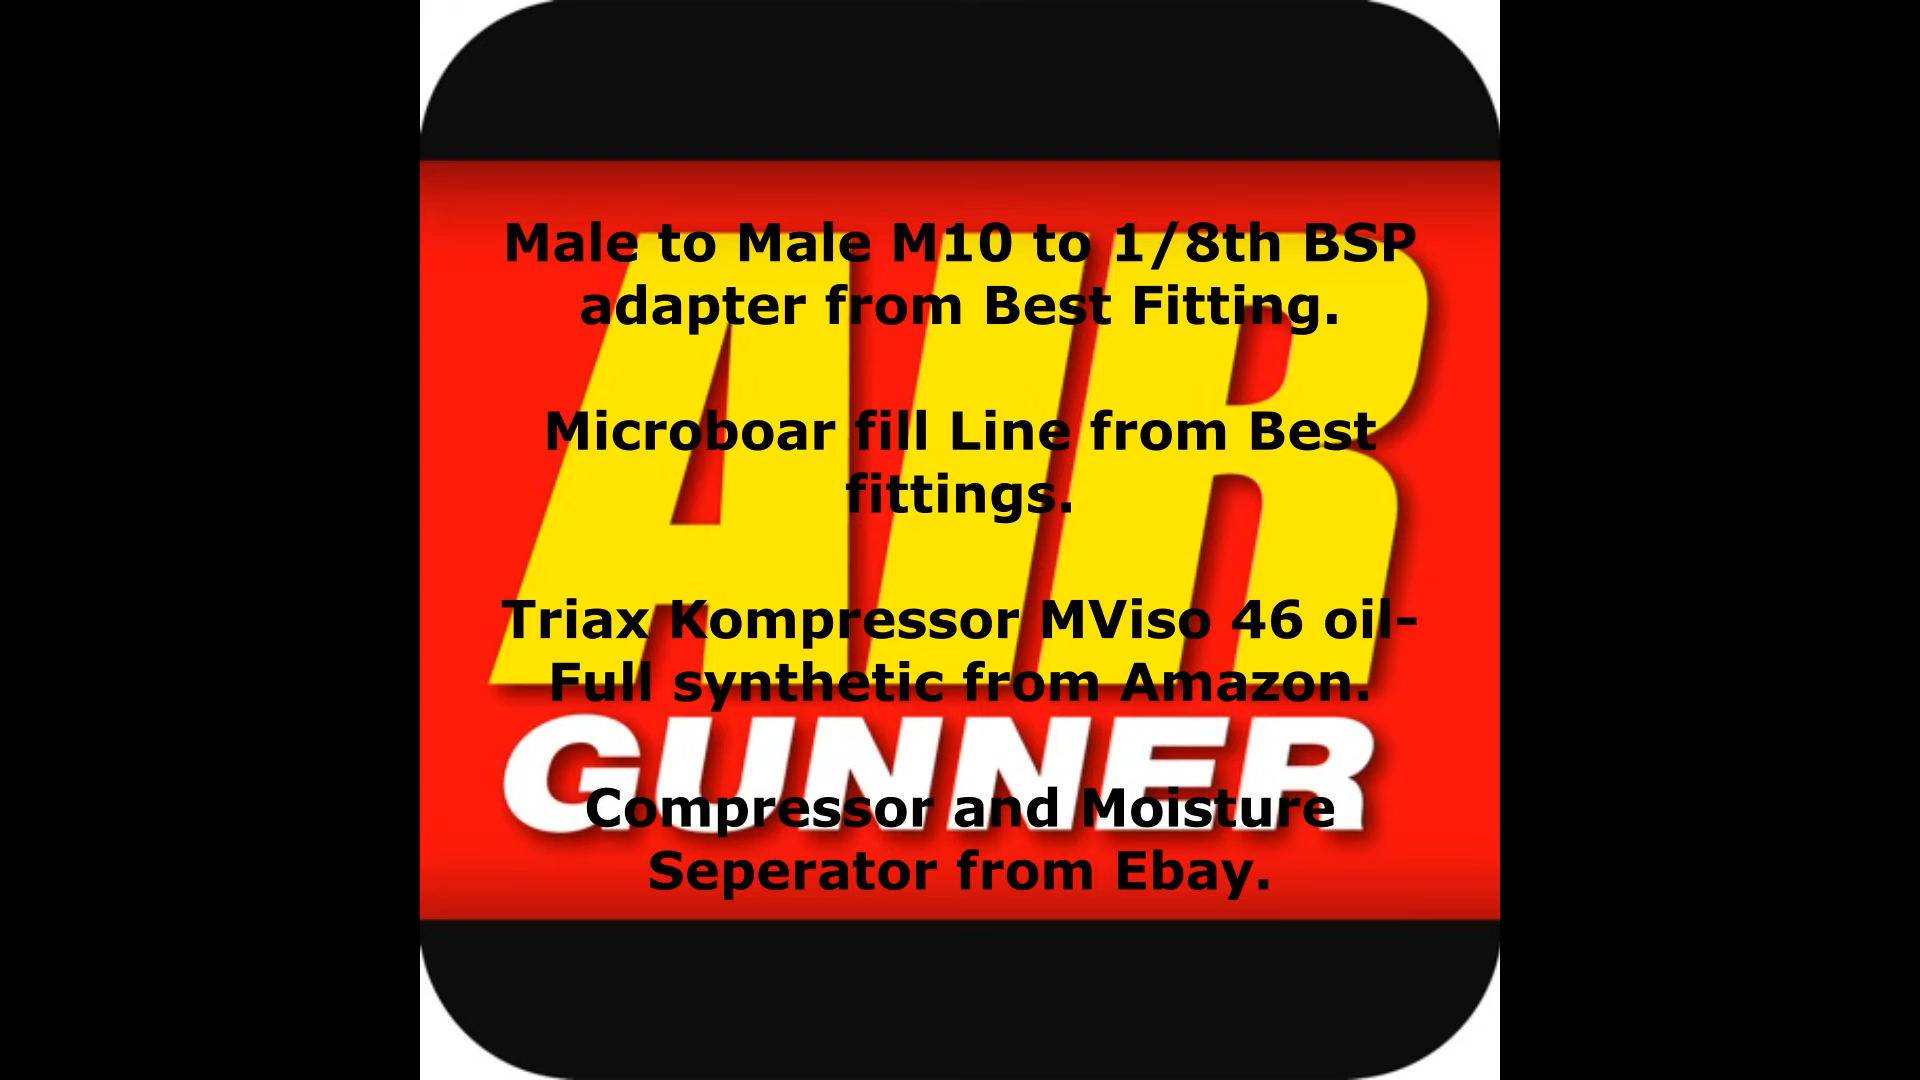 Male to Male M10 to 1/8th BSP
adapter from Best Fitting.
Microboar fill Line from Best
fittings.
Triax Kompressor MViso 46 oil-
Full synthetic from Amazon.
Compressor and Moisture
Seperator from Ebay.
AIR
GUNNER